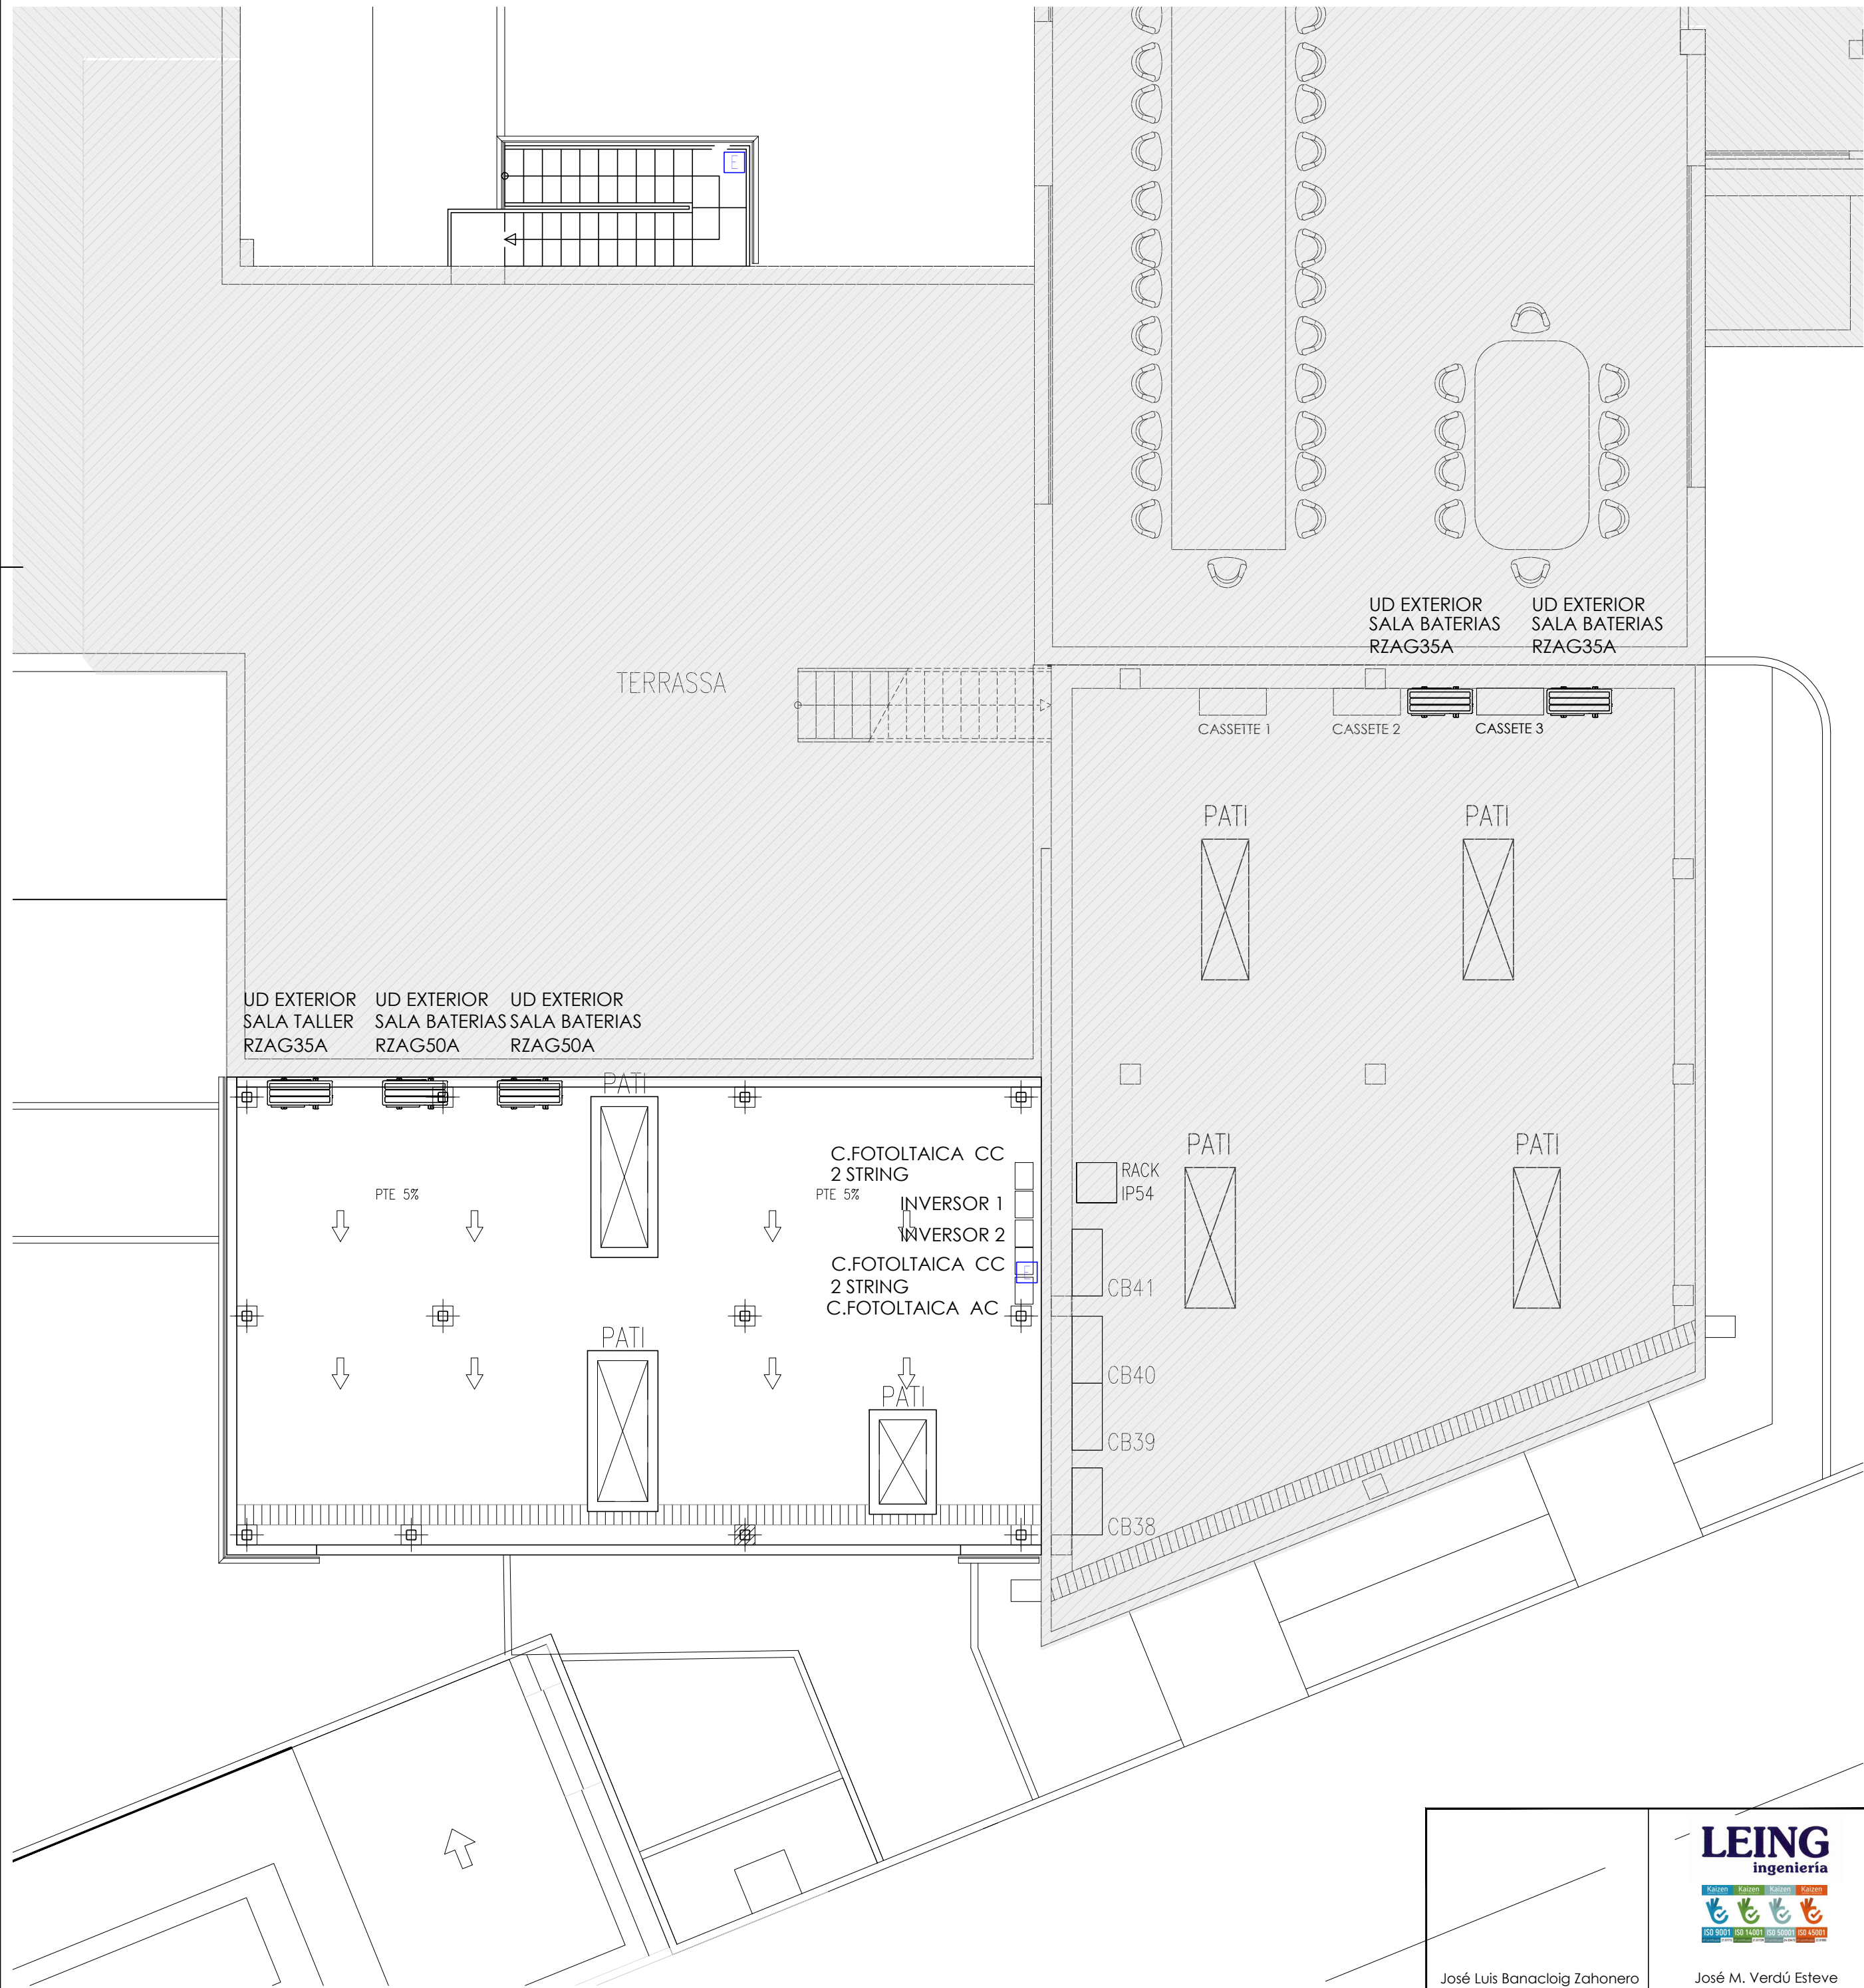 E
UD EXTERIOR
SALA BATERIAS
RZAG35A
UD EXTERIOR
SALA BATERIAS
RZAG35A
TERRASSA
CASSETTE 1
CASSETE 2
CASSETE 3
PATI
PATI
UD EXTERIOR
SALA TALLER
RZAG35A
UD EXTERIOR
SALA BATERIAS
RZAG50A
UD EXTERIOR
SALA BATERIAS
RZAG50A
PATI
PATI
PATI
C.FOTOLTAICA CC
2 STRING
RACK
IP54
PTE 5%
PTE 5%
INVERSOR 1
INVERSOR 2
C.FOTOLTAICA CC
2 STRING
E
C.FOTOLTAICA AC
CB41
PATI
CB40
PATI
CB39
CB38
LEING
ingeniería
Kaizen Kaizen Kaizen Kaizen
ISO 9001 ISO 14001 ISO 50001 ISO 45001
José Luis Banacloig Zahonero
José M. Verdú Esteve